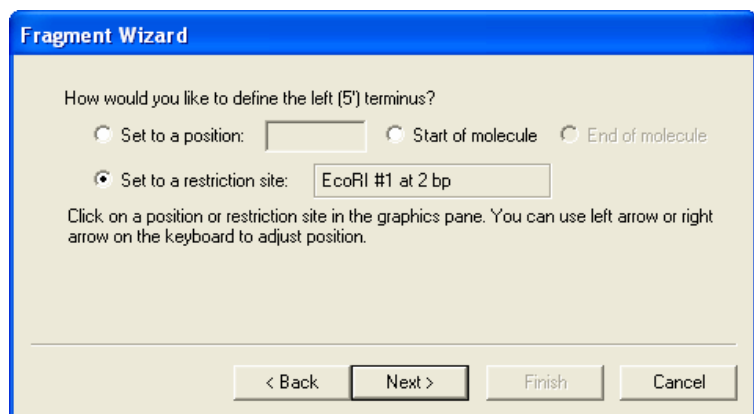 Fragment Wizard
How would you like to define the left (5') terminus?
Set to a position: Start of molecule End of molecule
Set to a restriction site: EcoRI #1 at 2 bp
Click on a position or restriction site in the graphics pane. You can use left arrow or right
arrow on the keyboard to adjust position.
< Back Next > Finish Cancel